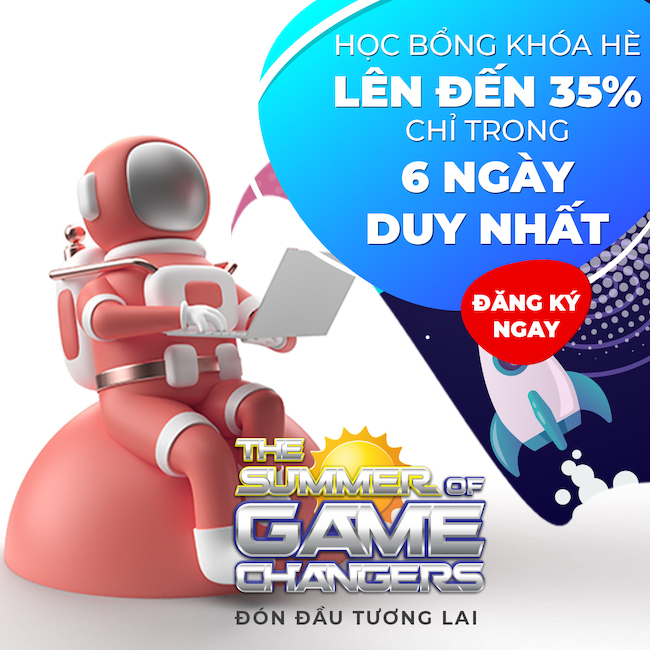 HỌC BỔNG KHÓA HÈ
LÊN ĐẾN 35%
CHỈ TRONG
6 NGÀY
DUY NHẤT
ĐĂNG KÝ
NGAY
THE
SUMMER OF
GAME
CHANGERS
ĐÓN ĐẦU TƯƠNG LAI